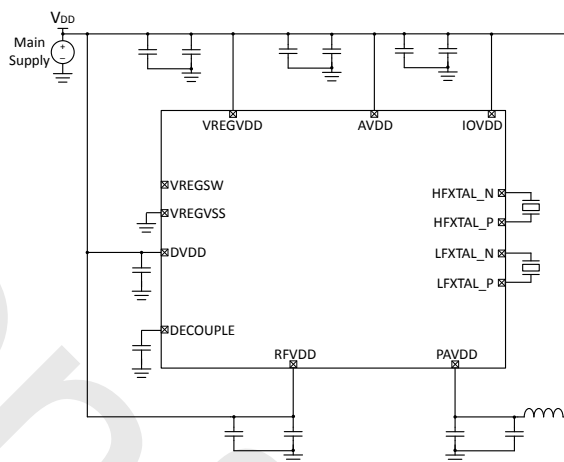 VDD
Main
Supply
VREGVDD
AVDD
IOVDD
VREGSW
HFXTAL_N
VREGVSS
HFXTAL_P
DVDD
LFXTAL_N
LFXTAL_P
DECOUPLE
RFVDD
PAVDD